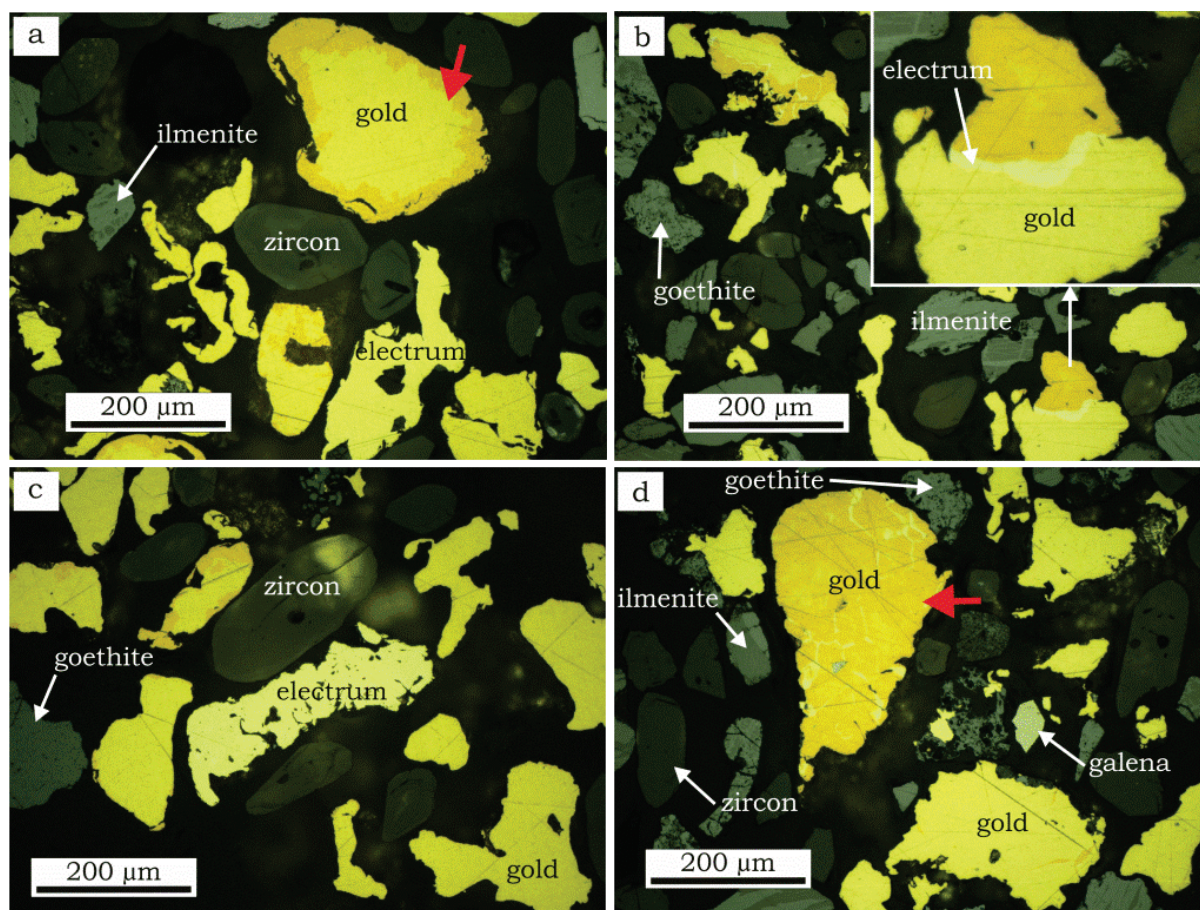 a
gold
ilmenite
zircon
electrum
200 µm
b
electrum
gold
goethite
ilmenite
200 µm
c
zircon
goethite
electrum
gold
200 µm
d
goethite
gold
ilmenite
galena
zircon
gold
200 µm